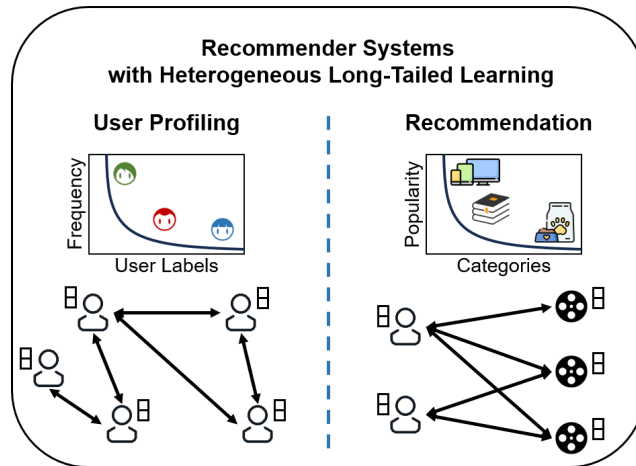 Recommender Systems
with Heterogeneous Long-Tailed Learning
User Profiling
Frequency
User Labels
Recommendation
Popularity
Categories